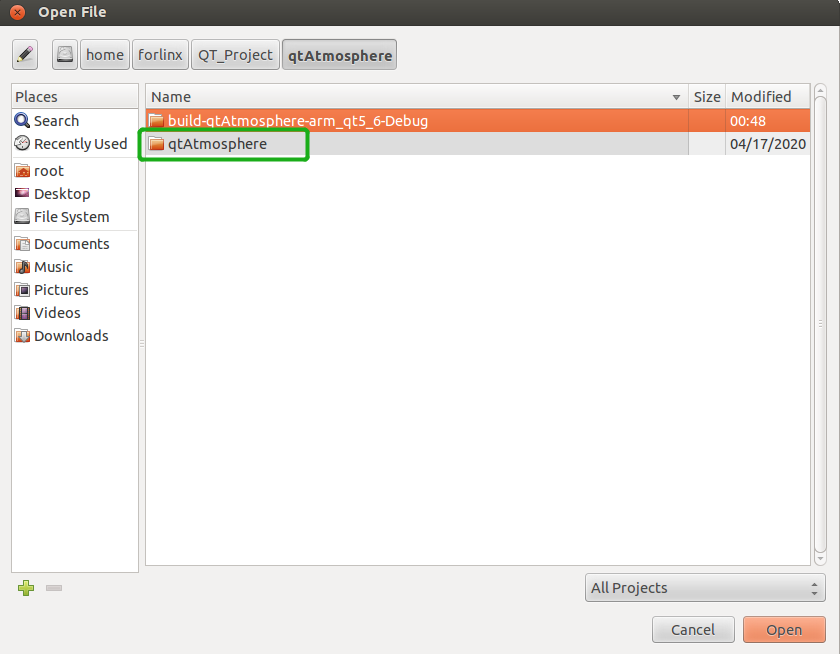 Open File
home forlinx QT_Project qtAtmosphere
Places
Search
Recently Used
root
Desktop
File System
Documents
Music
Pictures
Videos
Downloads
Name Size Modified
build-qtAtmosphere-arm_qt5_6-Debug 00:48
qtAtmosphere 04/17/2020
All Projects
Cancel Open